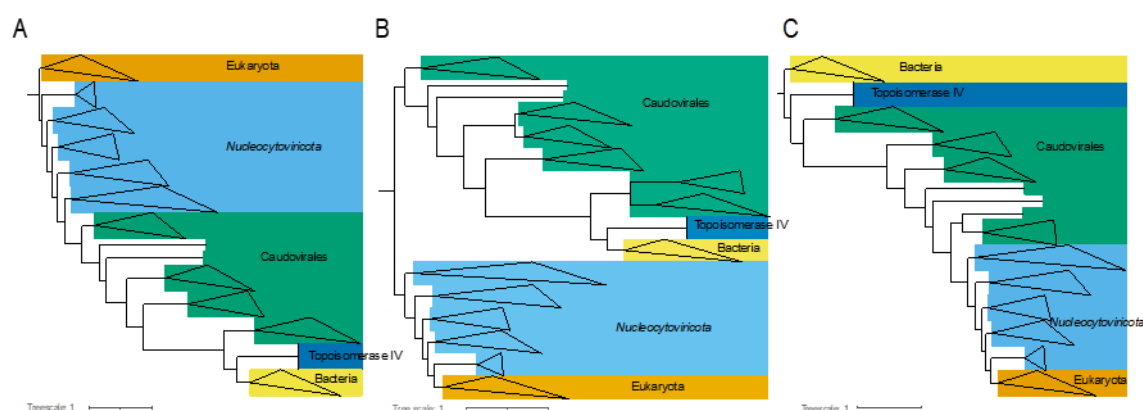 A
Eukaryota
Nucleocytoviricota
Caudovirales
Topoisomerase IV
Bacteria
Tree scale: 1
B
Caudovirales
Topoisomerase IV
Bacteria
Nucleocytoviricota
Eukaryota
Tree scale: 1
C
Bacteria
Topoisomerase IV
Caudovirales
Nucleocytoviricota
Eukaryota
Tree scale: 1